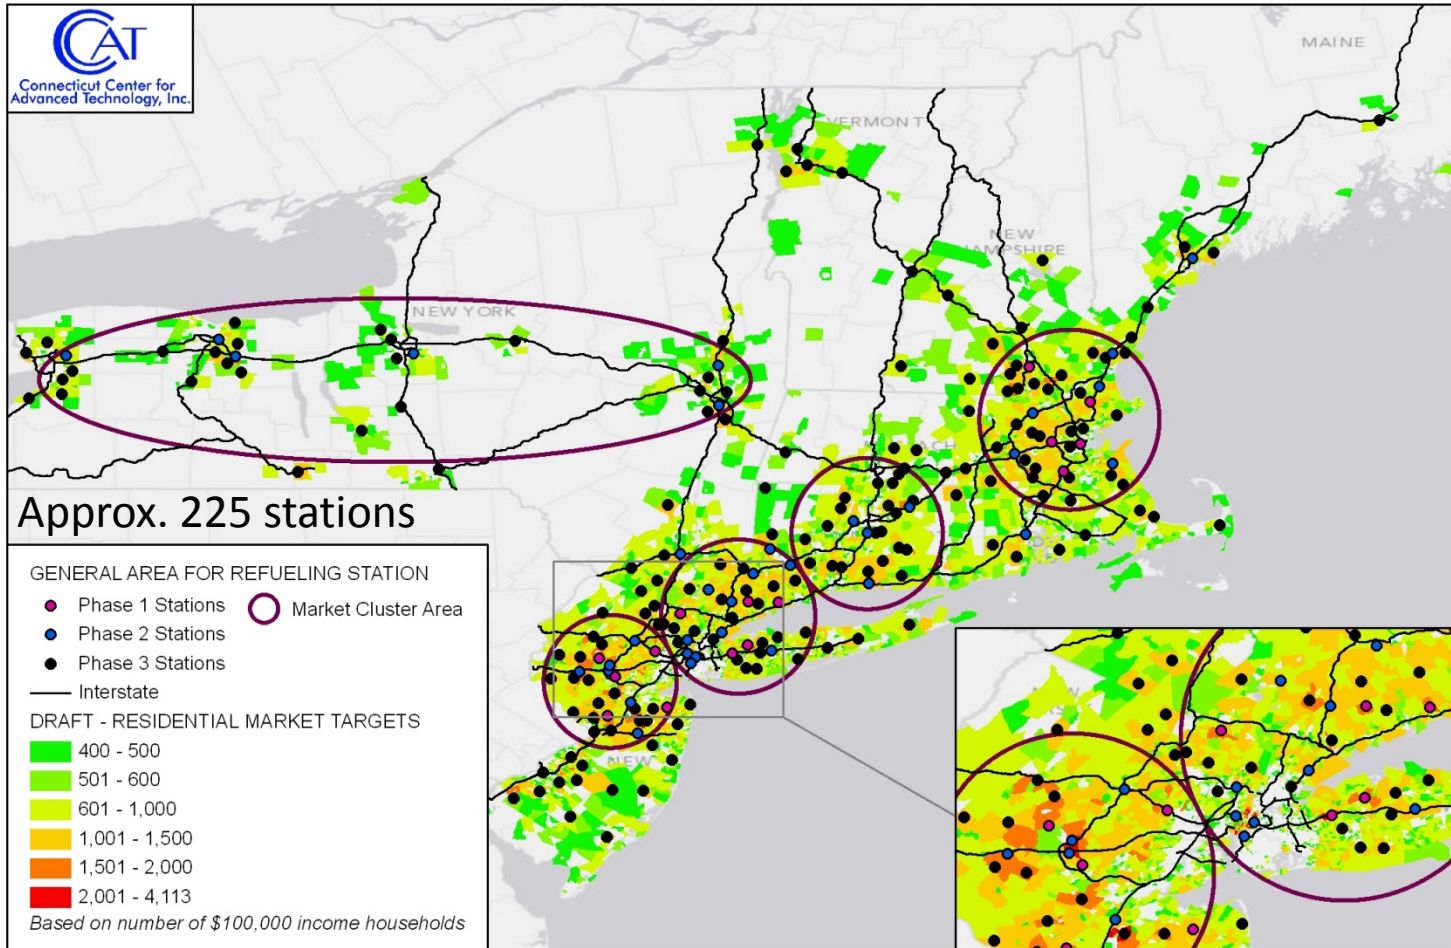 CCAT
Connecticut Center for
Advanced Technology, Inc.
MAINE
VERMONT
NEW
HAMPSHIRE
NEW YORK
Approx. 225 stations
GENERAL AREA FOR REFUELING STATION
Phase 1 Stations
Market Cluster Area
Phase 2 Stations
Phase 3 Stations
Interstate
DRAFT - RESIDENTIAL MARKET TARGETS
400 - 500
501 - 600
601 - 1,000
1,001 - 1,500
1,501 - 2,000
2,001 - 4,113
Based on number of $100,000 income households
NEW